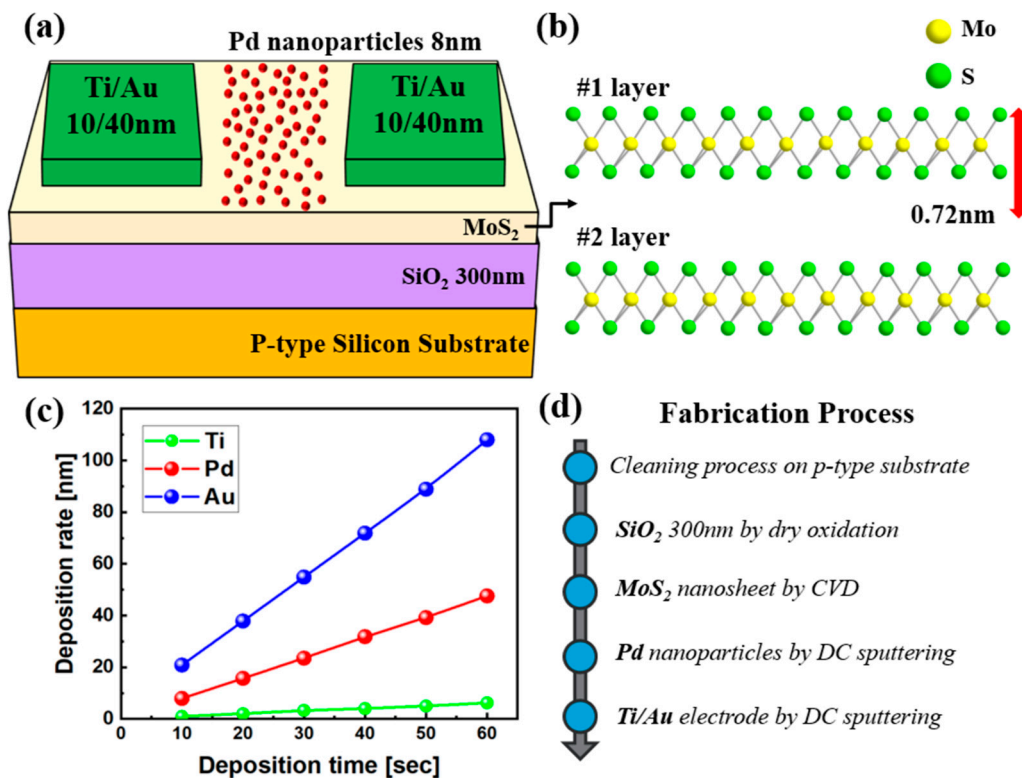 (a)
Pd nanoparticles 8nm
Ti/Au
10/40nm
Ti/Au
10/40nm
MoS₂
SiO₂ 300nm
P-type Silicon Substrate
(b)
Mo
S
#1 layer
0.72nm
#2 layer
(c)
Deposition rate [nm]
120
100
80
60
40
20
0
Ti
Pd
Au
0 10 20 30 40 50 60
Deposition time [sec]
(d)
Fabrication Process
Cleaning process on p-type substrate
SiO₂ 300nm by dry oxidation
MoS₂ nanosheet by CVD
Pd nanoparticles by DC sputtering
Ti/Au electrode by DC sputtering